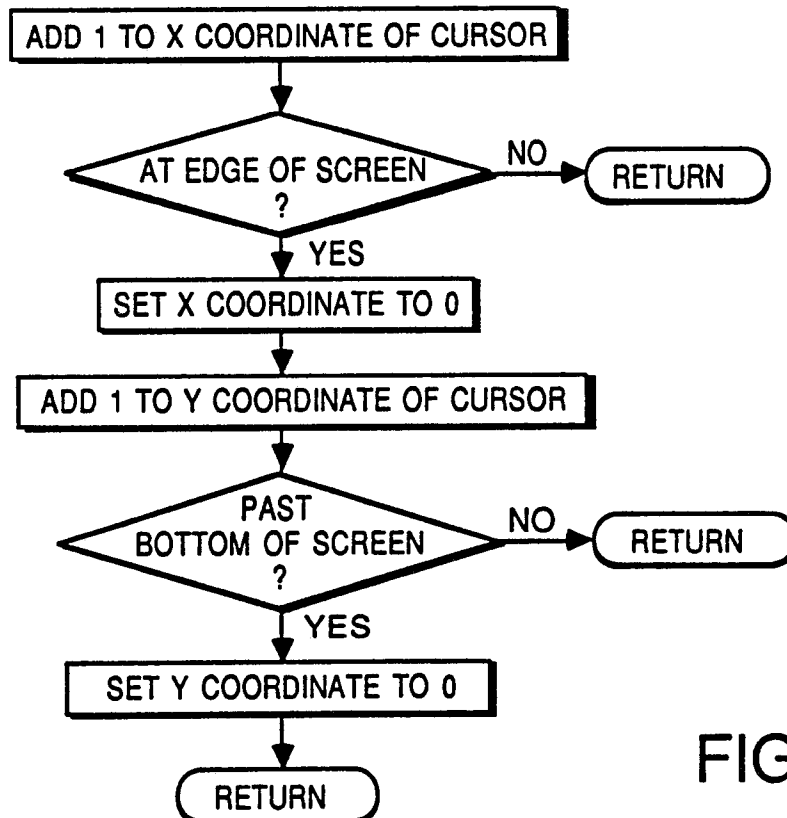 ADD 1 TO X COORDINATE OF CURSOR
AT EDGE OF SCREEN
?
NO
RETURN
YES
SET X COORDINATE TO 0
ADD 1 TO Y COORDINATE OF CURSOR
PAST
BOTTOM OF SCREEN
?
NO
RETURN
YES
SET Y COORDINATE TO 0
RETURN
FIG